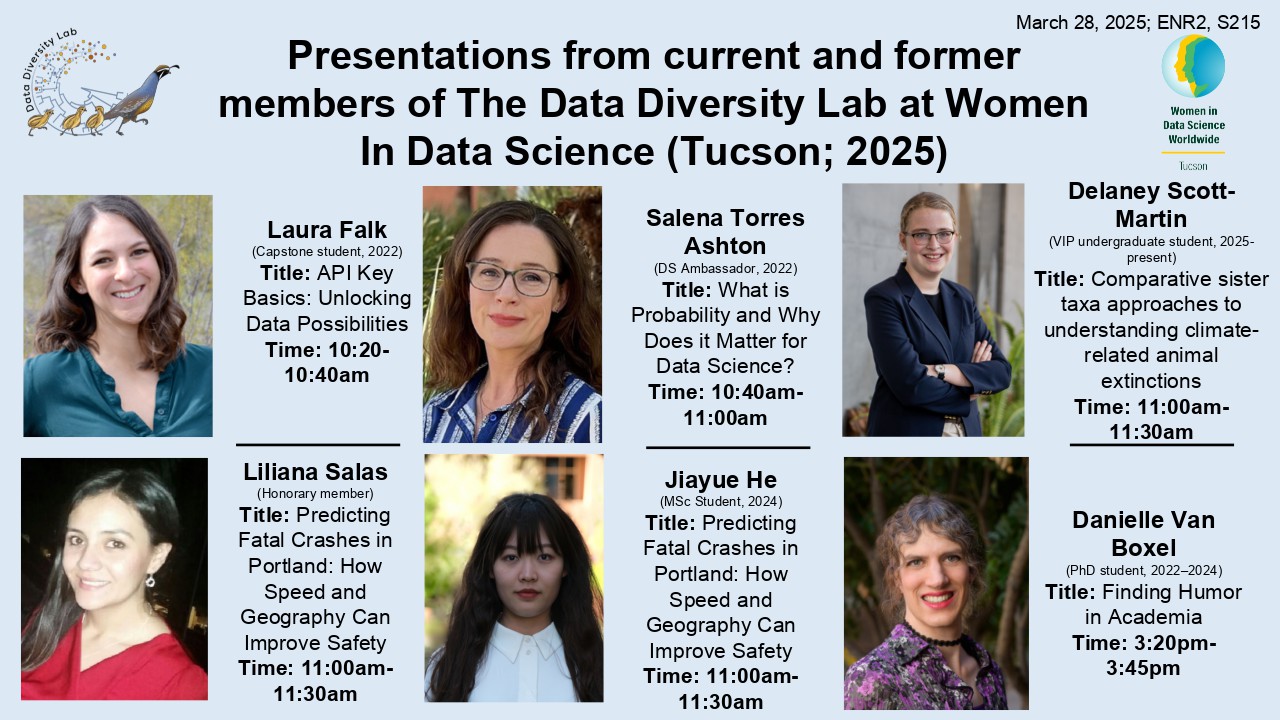 March 28, 2025; ENR2, S215
Data Diversity Lab
Presentations from current and former
members of The Data Diversity Lab at Women
In Data Science (Tucson; 2025)
Women in
Data Science
Worldwide
Tucson
Laura Falk
(Capstone student, 2022)
Title: API Key
Basics: Unlocking
Data Possibilities
Time: 10:20-
10:40am
Salena Torres
Ashton
(DS Ambassador, 2022)
Title: What is
Probability and Why
Does it Matter for
Data Science?
Time: 10:40am-
11:00am
Delaney Scott-
Martin
(VIP undergraduate student, 2025-
present)
Title: Comparative sister
taxa approaches to
understanding climate-
related animal
extinctions
Time: 11:00am-
11:30am
Liliana Salas
(Honorary member)
Title: Predicting
Fatal Crashes in
Portland: How
Speed and
Geography Can
Improve Safety
Time: 11:00am-
11:30am
Jiayue He
(MSc Student, 2024)
Title: Predicting
Fatal Crashes in
Portland: How
Speed and
Geography Can
Improve Safety
Time: 11:00am-
11:30am
Danielle Van
Boxel
(PhD student, 2022–2024)
Title: Finding Humor
in Academia
Time: 3:20pm-
3:45pm